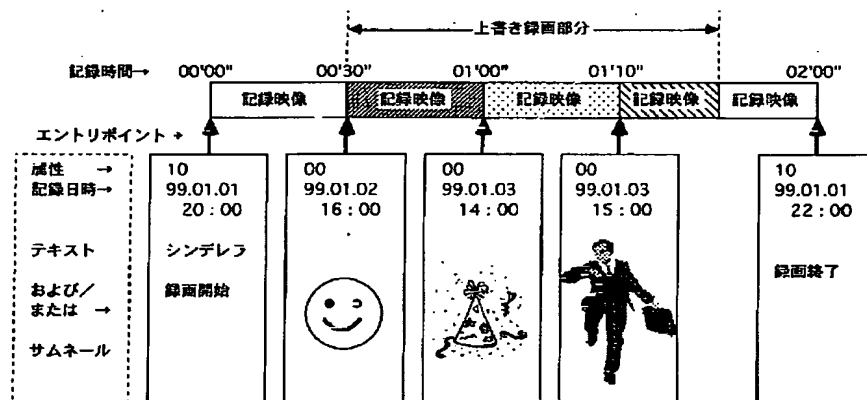 上書き録画部分
記録時間→ 00'00" 00'30" 01'00" 01'10" 02'00"
記録映像 記録映像 記録映像 記録映像 記録映像
エントリポイント→
属性 → 10 00 00 00 10
記録日時→ 99.01.01 99.01.02 99.01.03 99.01.03 99.01.01
20:00 16:00 14:00 15:00 22:00
テキスト シンデレラ
および/ 録画開始 録画終了
または →
サムネール